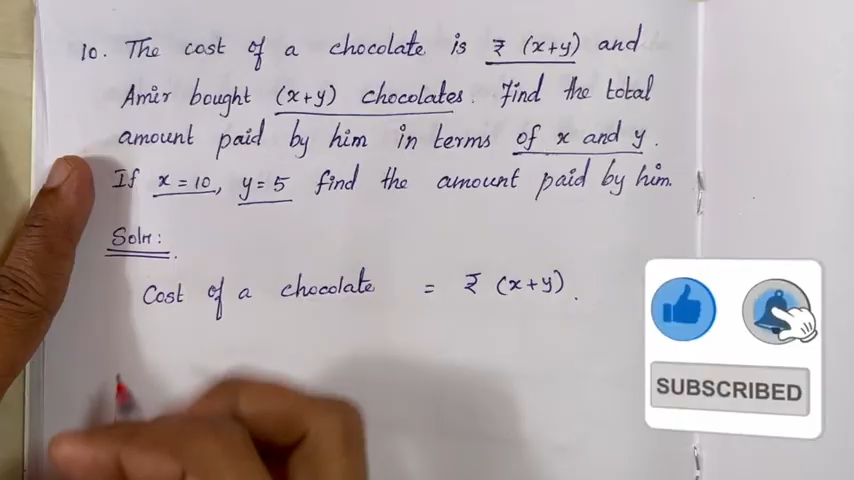 10. The cost of a chocolate is ₹ (x+y) and
Amir bought (x+y) chocolates. Find the total
amount paid by him in terms of x and y.
If x = 10, y = 5 find the amount paid by him.
Soln:
Cost of a chocolate = ₹ (x+y).
SUBSCRIBED